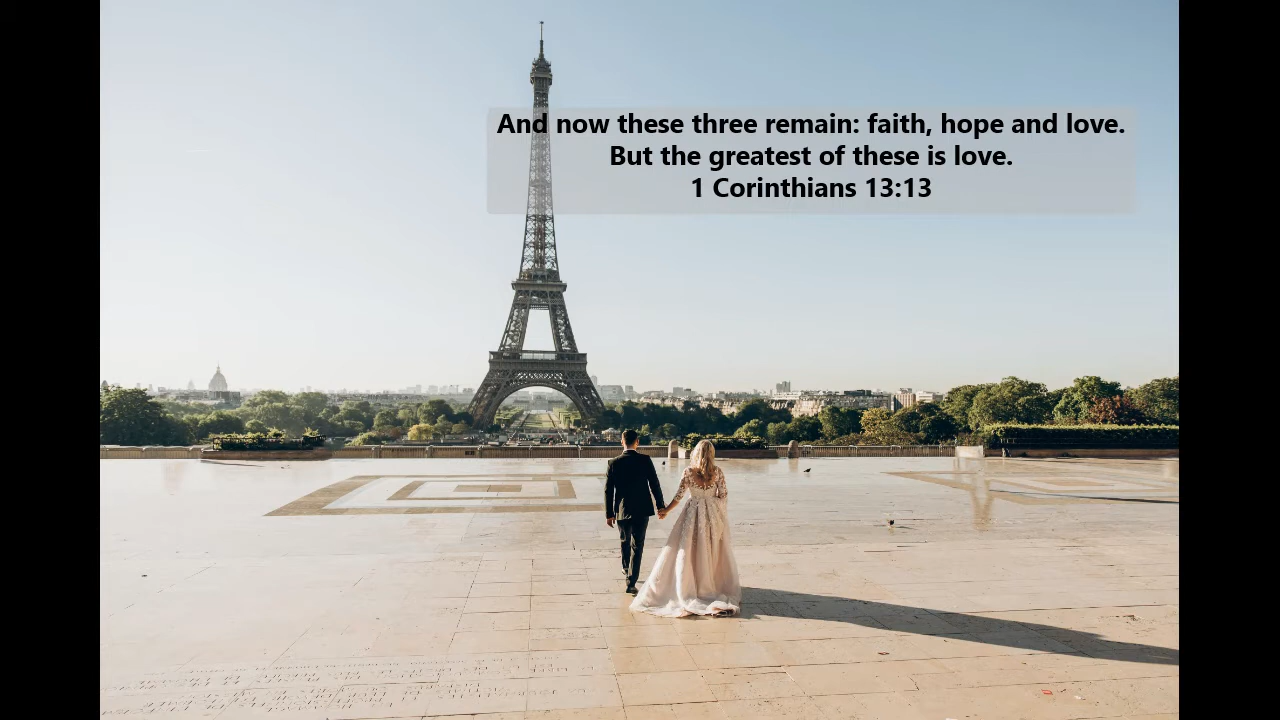 And now these three remain: faith, hope and love.
But the greatest of these is love.
1 Corinthians 13:13